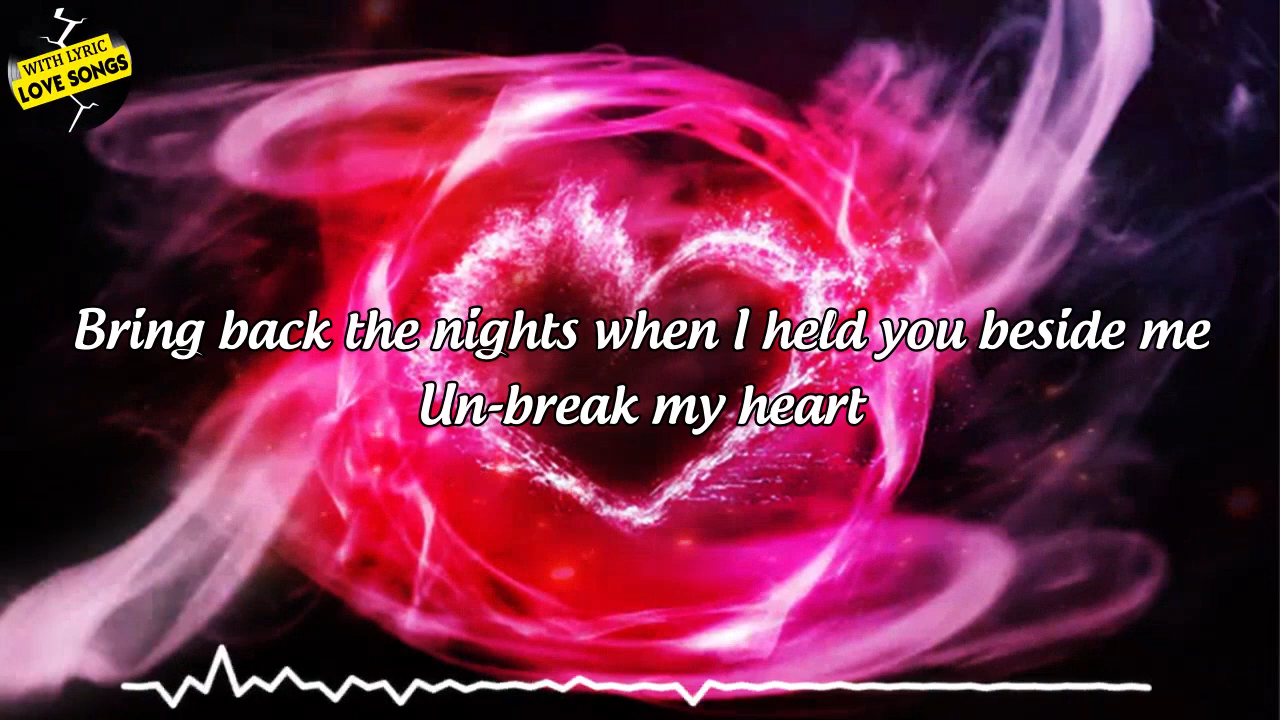 WITH LYRIC
LOVE SONGS
Bring back the nights when I held you beside me
Un-break my heart